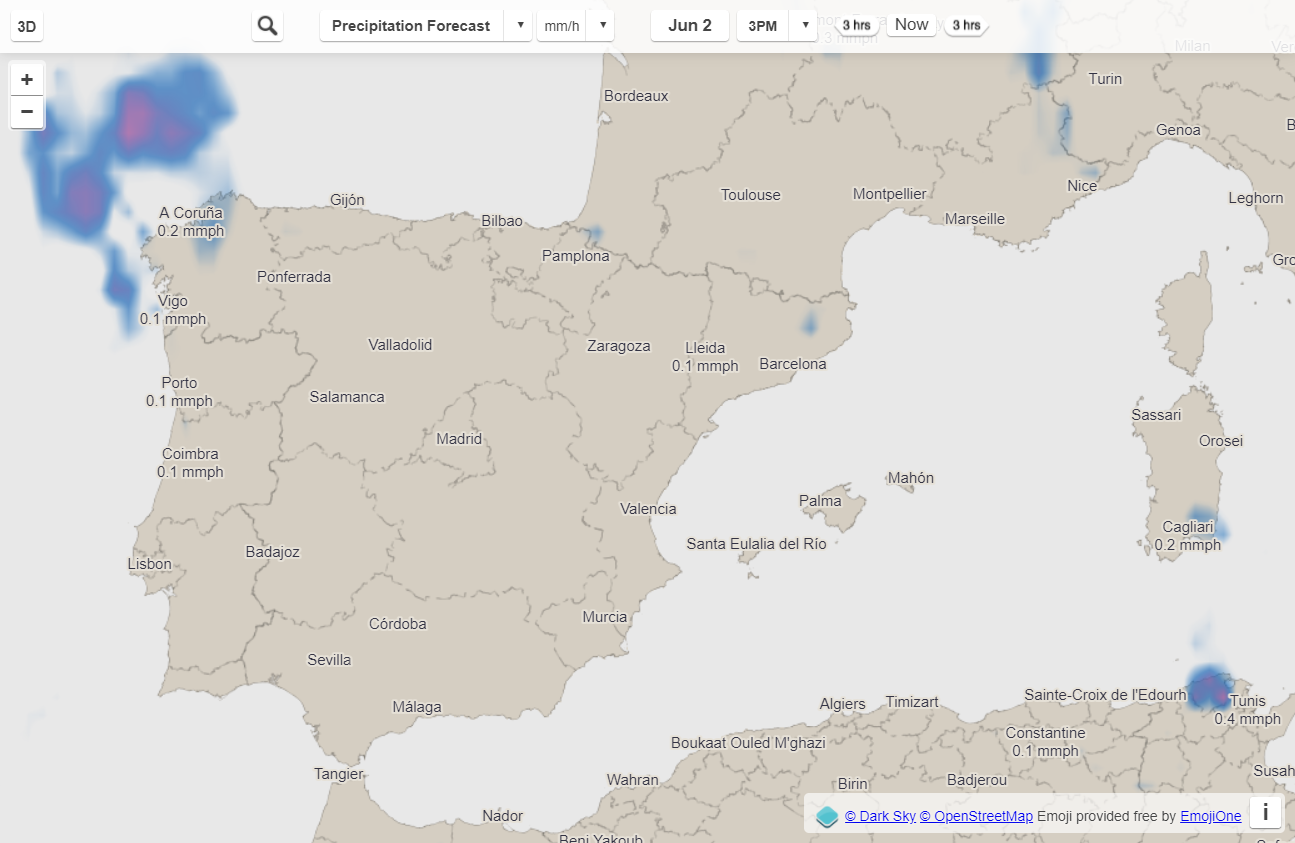 3D
Precipitation Forecast
mm/h
Jun 2
3PM
3 hrs
Now
3 hrs
Milan
+
−
Turin
Bordeaux
Genoa
Toulouse
Montpellier
Nice
Leghorn
Gijón
A Coruña
0.2 mmph
Bilbao
Marseille
Pamplona
Ponferrada
Vigo
0.1 mmph
Valladolid
Zaragoza
Lleida
0.1 mmph
Barcelona
Porto
0.1 mmph
Salamanca
Sassari
Madrid
Orosei
Coimbra
0.1 mmph
Mahón
Palma
Valencia
Cagliari
0.2 mmph
Santa Eulalia del Río
Badajoz
Lisbon
Murcia
Córdoba
Sevilla
Málaga
Algiers
Timizart
Sainte-Croix de l'Edourh
Tunis
0.4 mmph
Constantine
0.1 mmph
Boukaat Ouled M'ghazi
Tangier
Wahran
Birin
Badjerou
Susah
Nádor
Beni Yakoub
© Dark Sky © OpenStreetMap Emoji provided free by EmojiOne
i